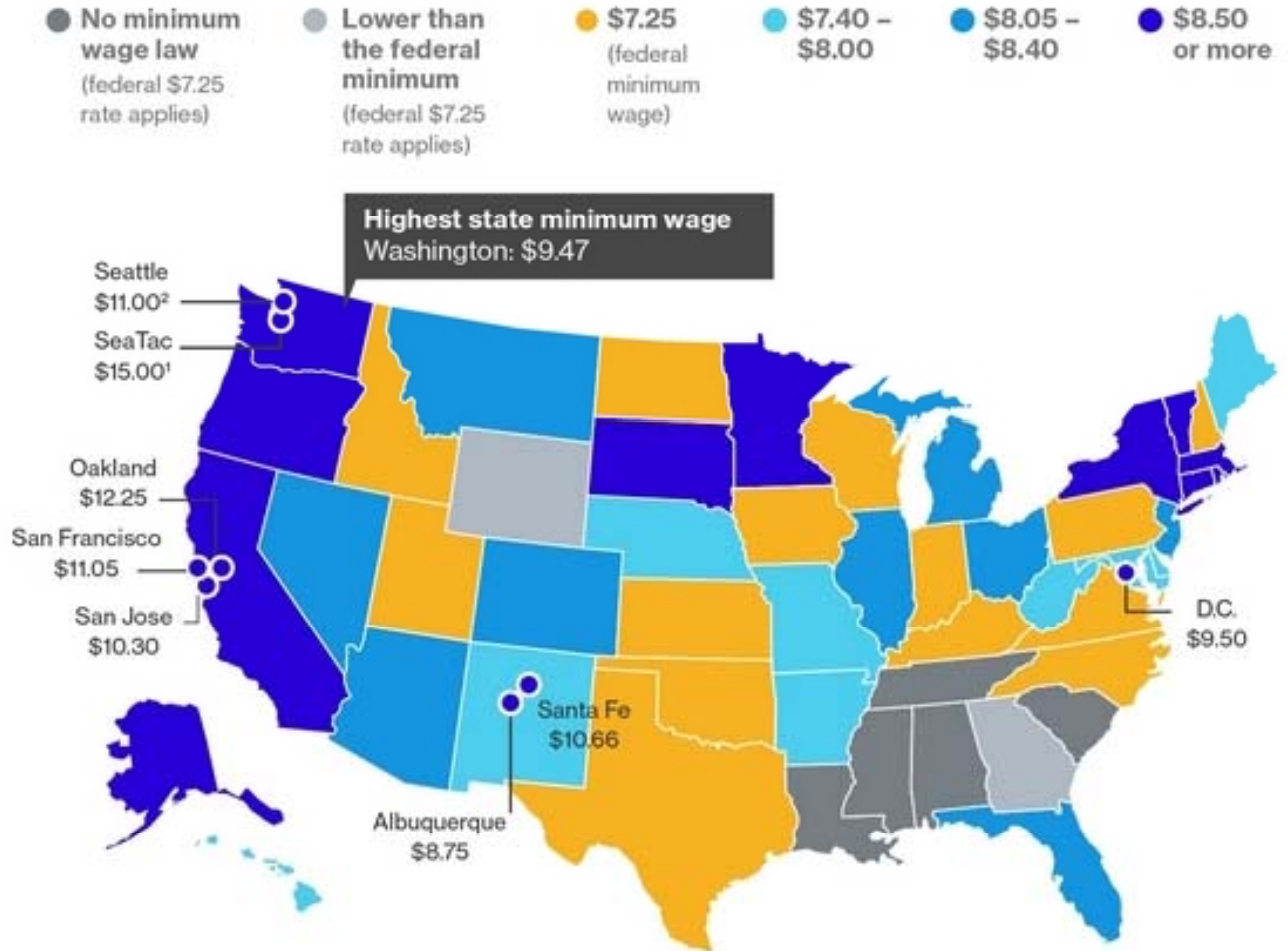 No minimum
wage law
(federal $7.25
rate applies)
Lower than
the federal
minimum
(federal $7.25
rate applies)
$7.25
(federal
minimum
wage)
$7.40 –
$8.00
$8.05 –
$8.40
$8.50
or more
Highest state minimum wage
Washington: $9.47
Seattle
$11.00²
SeaTac
$15.00¹
Oakland
$12.25
San Francisco
$11.05
San Jose
$10.30
Santa Fe
$10.66
Albuquerque
$8.75
D.C.
$9.50